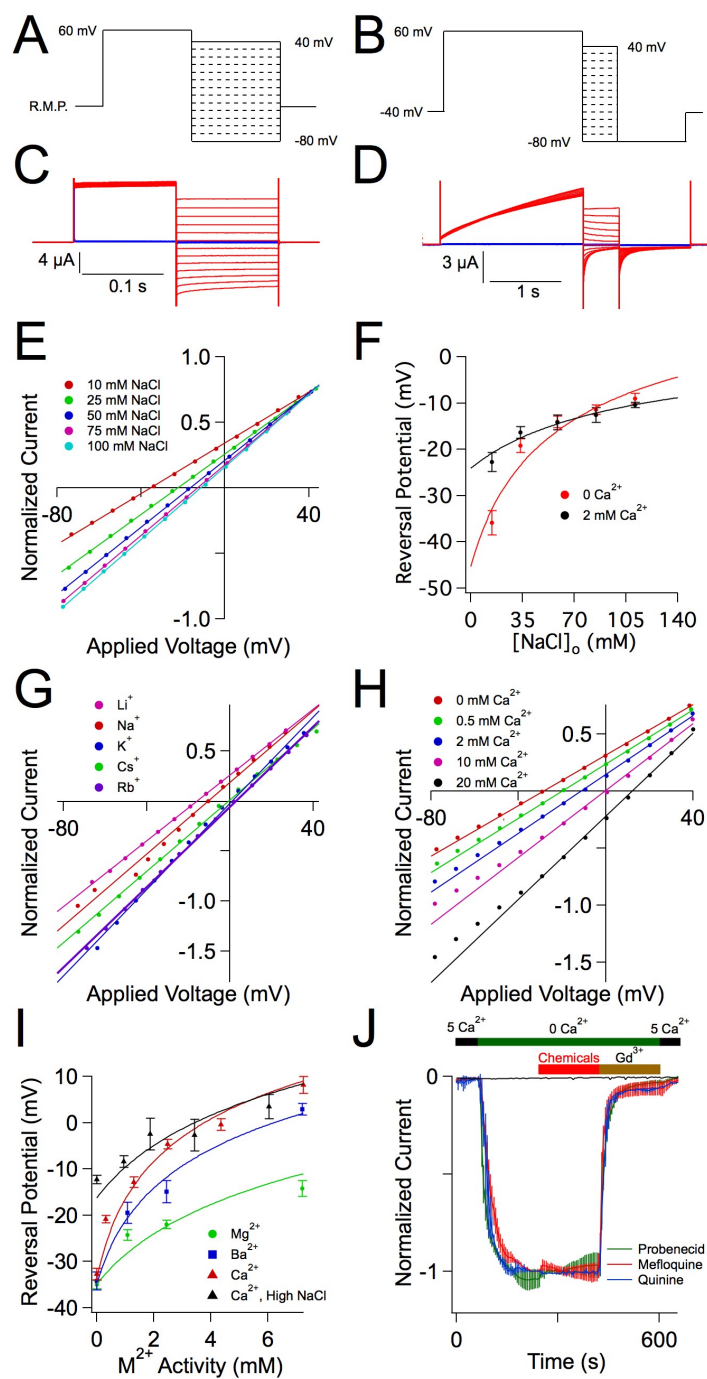 A
60 mV
40 mV
R.M.P.
-80 mV
B
60 mV
40 mV
-40 mV
-80 mV
C
4 µA
0.1 s
D
3 µA
1 s
E
1.0
0.5
-80
40
-1.0
10 mM NaCl
25 mM NaCl
50 mM NaCl
75 mM NaCl
100 mM NaCl
Normalized Current
Applied Voltage (mV)
F
0
-10
-20
-30
-40
-50
0
35
70
105
140
0 Ca²⁺
2 mM Ca²⁺
Reversal Potential (mV)
[NaCl]ₒ (mM)
G
Li⁺
Na⁺
K⁺
Cs⁺
Rb⁺
0.5
-80
40
-1.0
-1.5
Normalized Current
Applied Voltage (mV)
H
0 mM Ca²⁺
0.5 mM Ca²⁺
2 mM Ca²⁺
10 mM Ca²⁺
20 mM Ca²⁺
0.5
-80
40
-1.0
-1.5
Normalized Current
Applied Voltage (mV)
I
10
0
-10
-20
-30
-40
0
2
4
6
Mg²⁺
Ba²⁺
Ca²⁺
Ca²⁺, High NaCl
Reversal Potential (mV)
M²⁺ Activity (mM)
J
5 Ca²⁺
0 Ca²⁺
5 Ca²⁺
Chemicals
Gd³⁺
0
-1
0
600
Probenecid
Mefloquine
Quinine
Normalized Current
Time (s)